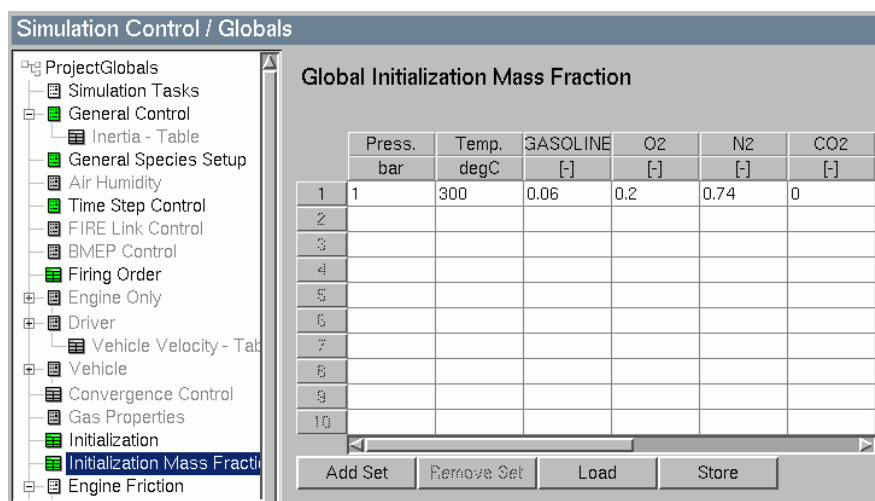 Simulation Control / Globals
ProjectGlobals
Simulation Tasks
General Control
Inertia - Table
General Species Setup
Air Humidity
Time Step Control
FIRE Link Control
BMEP Control
Firing Order
Engine Only
Driver
Vehicle Velocity - Tab
Vehicle
Convergence Control
Gas Properties
Initialization
Initialization Mass Fracti
Engine Friction
Global Initialization Mass Fraction
Press. Temp. GASOLINE O2 N2 CO2
bar degC [-] [-] [-] [-]
1 1 300 0.06 0.2 0.74 0
2
3
4
5
6
7
8
9
10
Add Set Remove Set Load Store